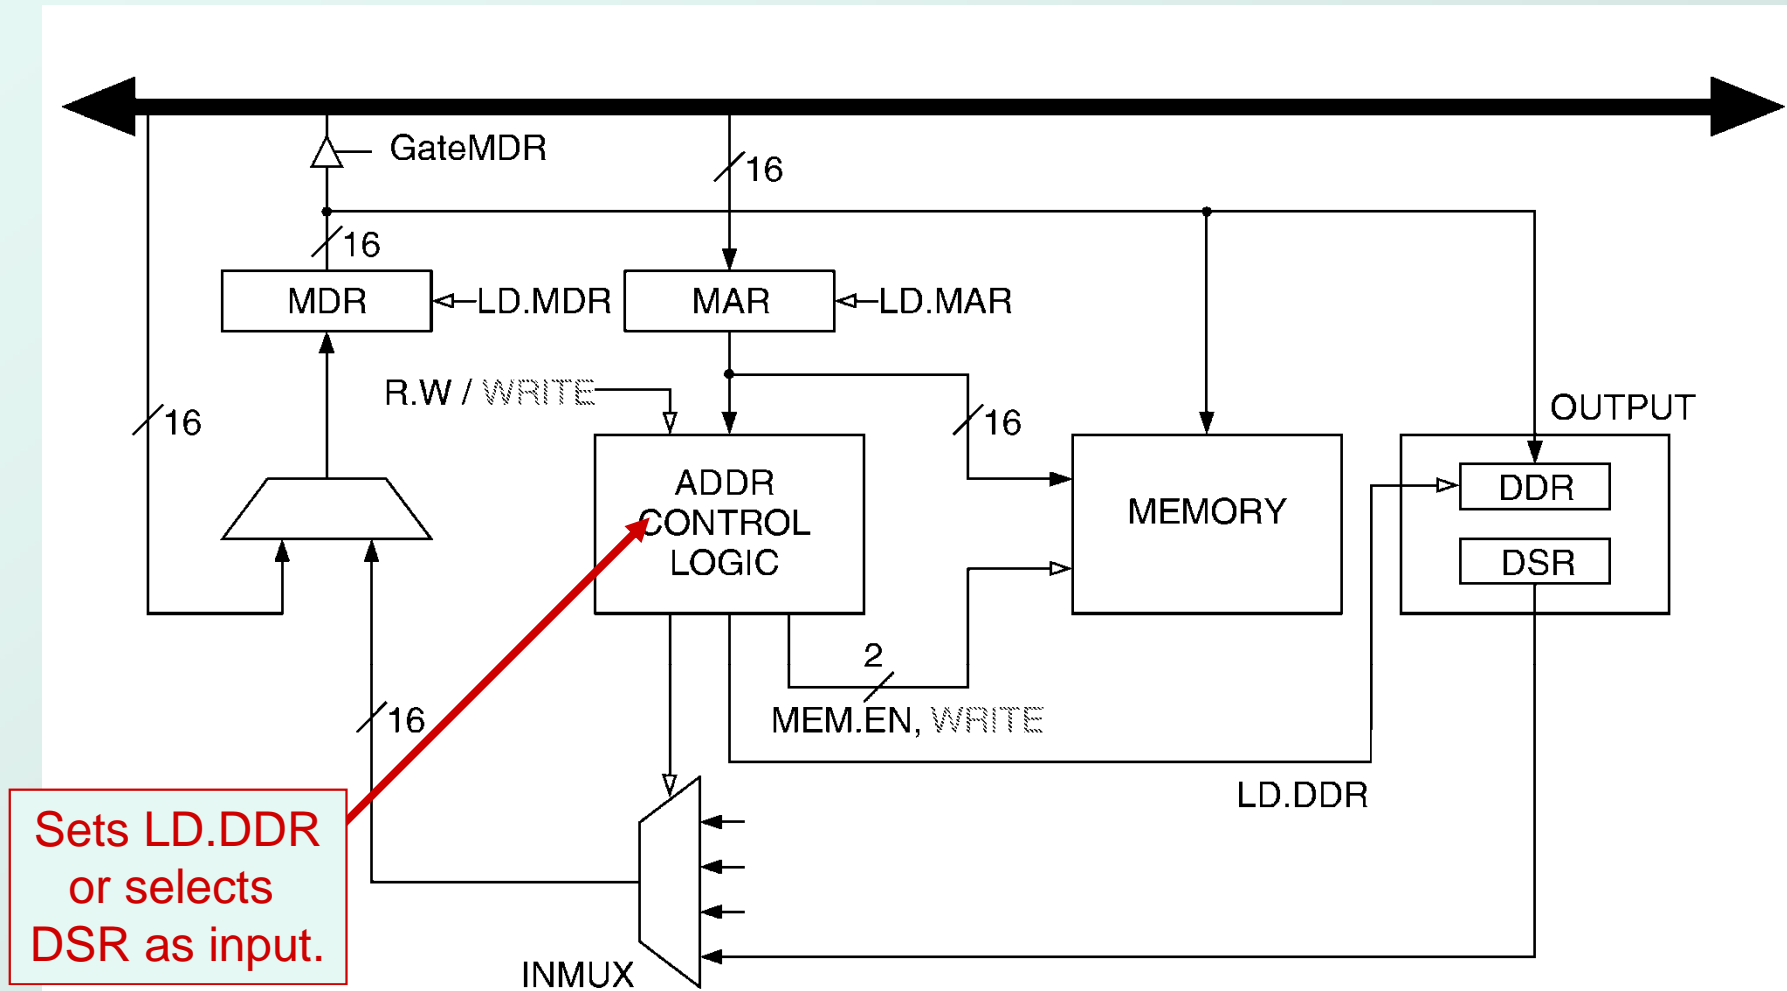 GateMDR
16
16
MDR
LD.MDR
MAR
LD.MAR
R.W / WRITE
16
16
OUTPUT
ADDR
CONTROL
LOGIC
MEMORY
DDR
DSR
2
16
MEM.EN, WRITE
LD.DDR
Sets LD.DDR
or selects
DSR as input.
INMUX